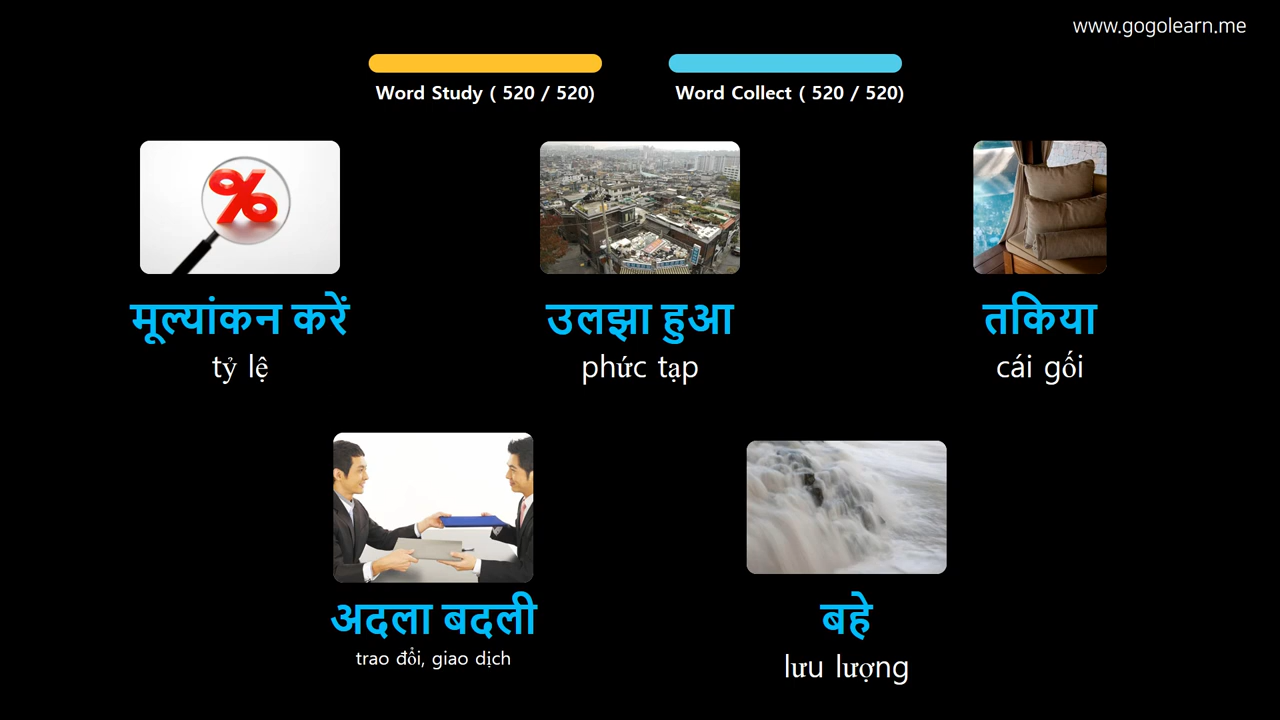 www.gogolearn.me
Word Study ( 520 / 520)
Word Collect ( 520 / 520)
मूल्यांकन करें
tỷ lệ
उलझा हुआ
phức tạp
तकिया
cái gối
अदला बदली
trao đổi, giao dịch
बहे
lưu lượng